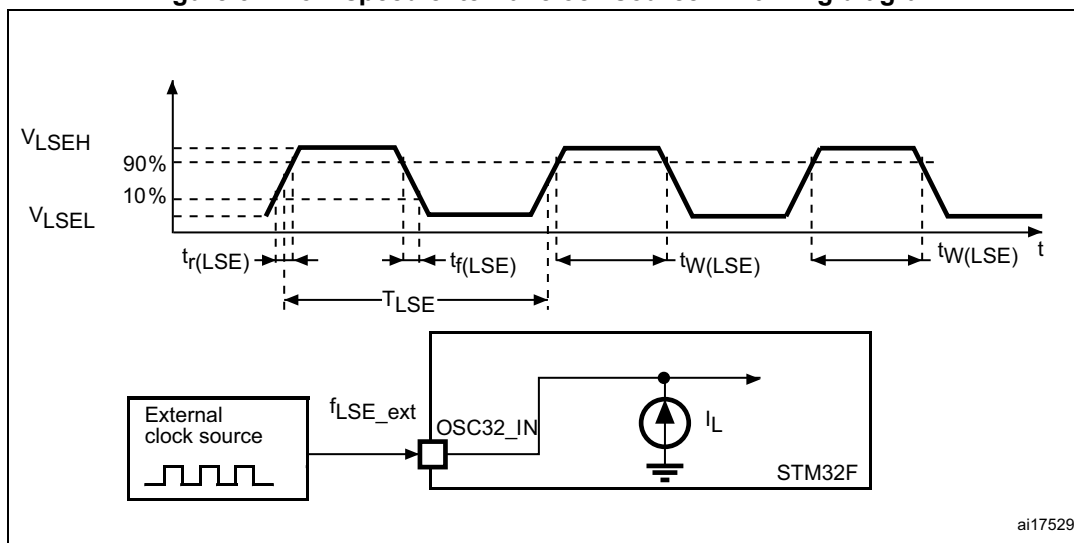 VLSEH
90%
10%
VLSEL
tr(LSE)
tf(LSE)
tW(LSE)
tW(LSE)
t
TLSE
External
clock source
fLSE_ext
OSC32_IN
IL
STM32F
ai17529